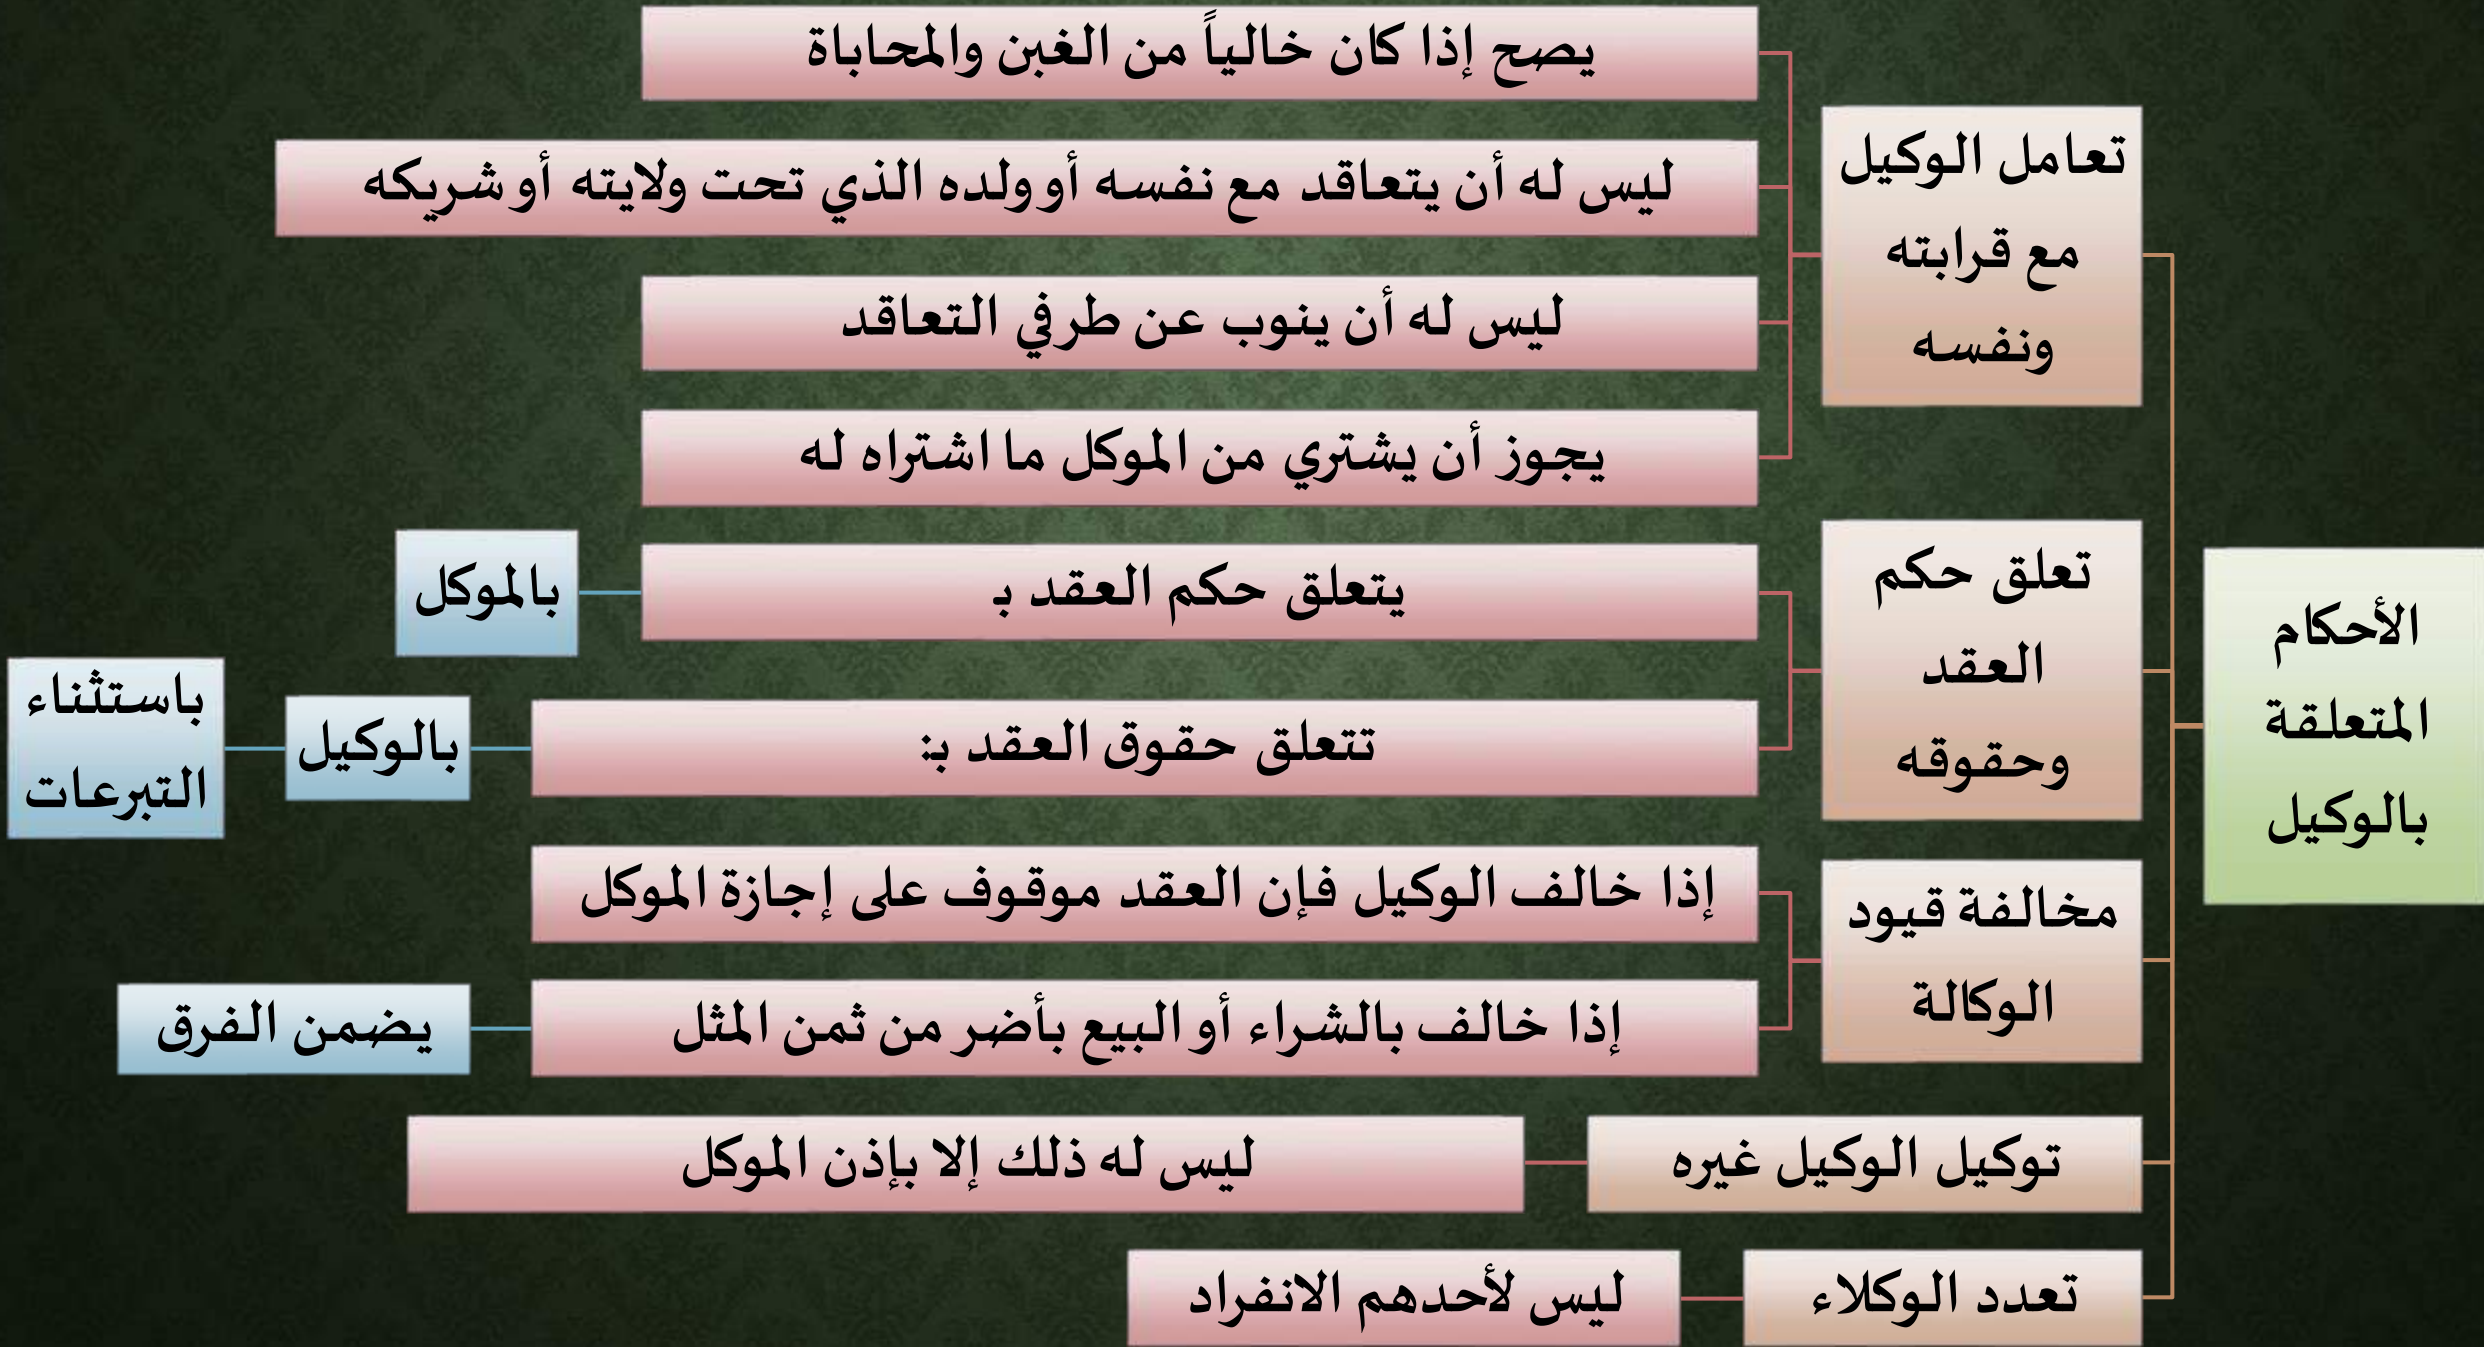 الأحكام
المتعلقة
بالوكيل
تعامل الوكيل
مع قرابته
ونفسه
يصح إذا كان خالياً من الغبن والمحاباة
ليس له أن يتعاقد مع نفسه أو ولده الذي تحت ولايته أو شريكه
ليس له أن ينوب عن طرفي التعاقد
يجوز أن يشتري من الموكل ما اشتراه له
تعلق حكم
العقد
وحقوقه
يتعلق حكم العقد بـ
بالموكل
تتعلق حقوق العقد بـ:
بالوكيل
باستثناء
التبرعات
مخالفة قيود
الوكالة
إذا خالف الوكيل فإن العقد موقوف على إجازة الموكل
إذا خالف بالشراء أو البيع بأضر من ثمن المثل
يضمن الفرق
توكيل الوكيل غيره
ليس له ذلك إلا بإذن الموكل
تعدد الوكلاء
ليس لأحدهم الانفراد